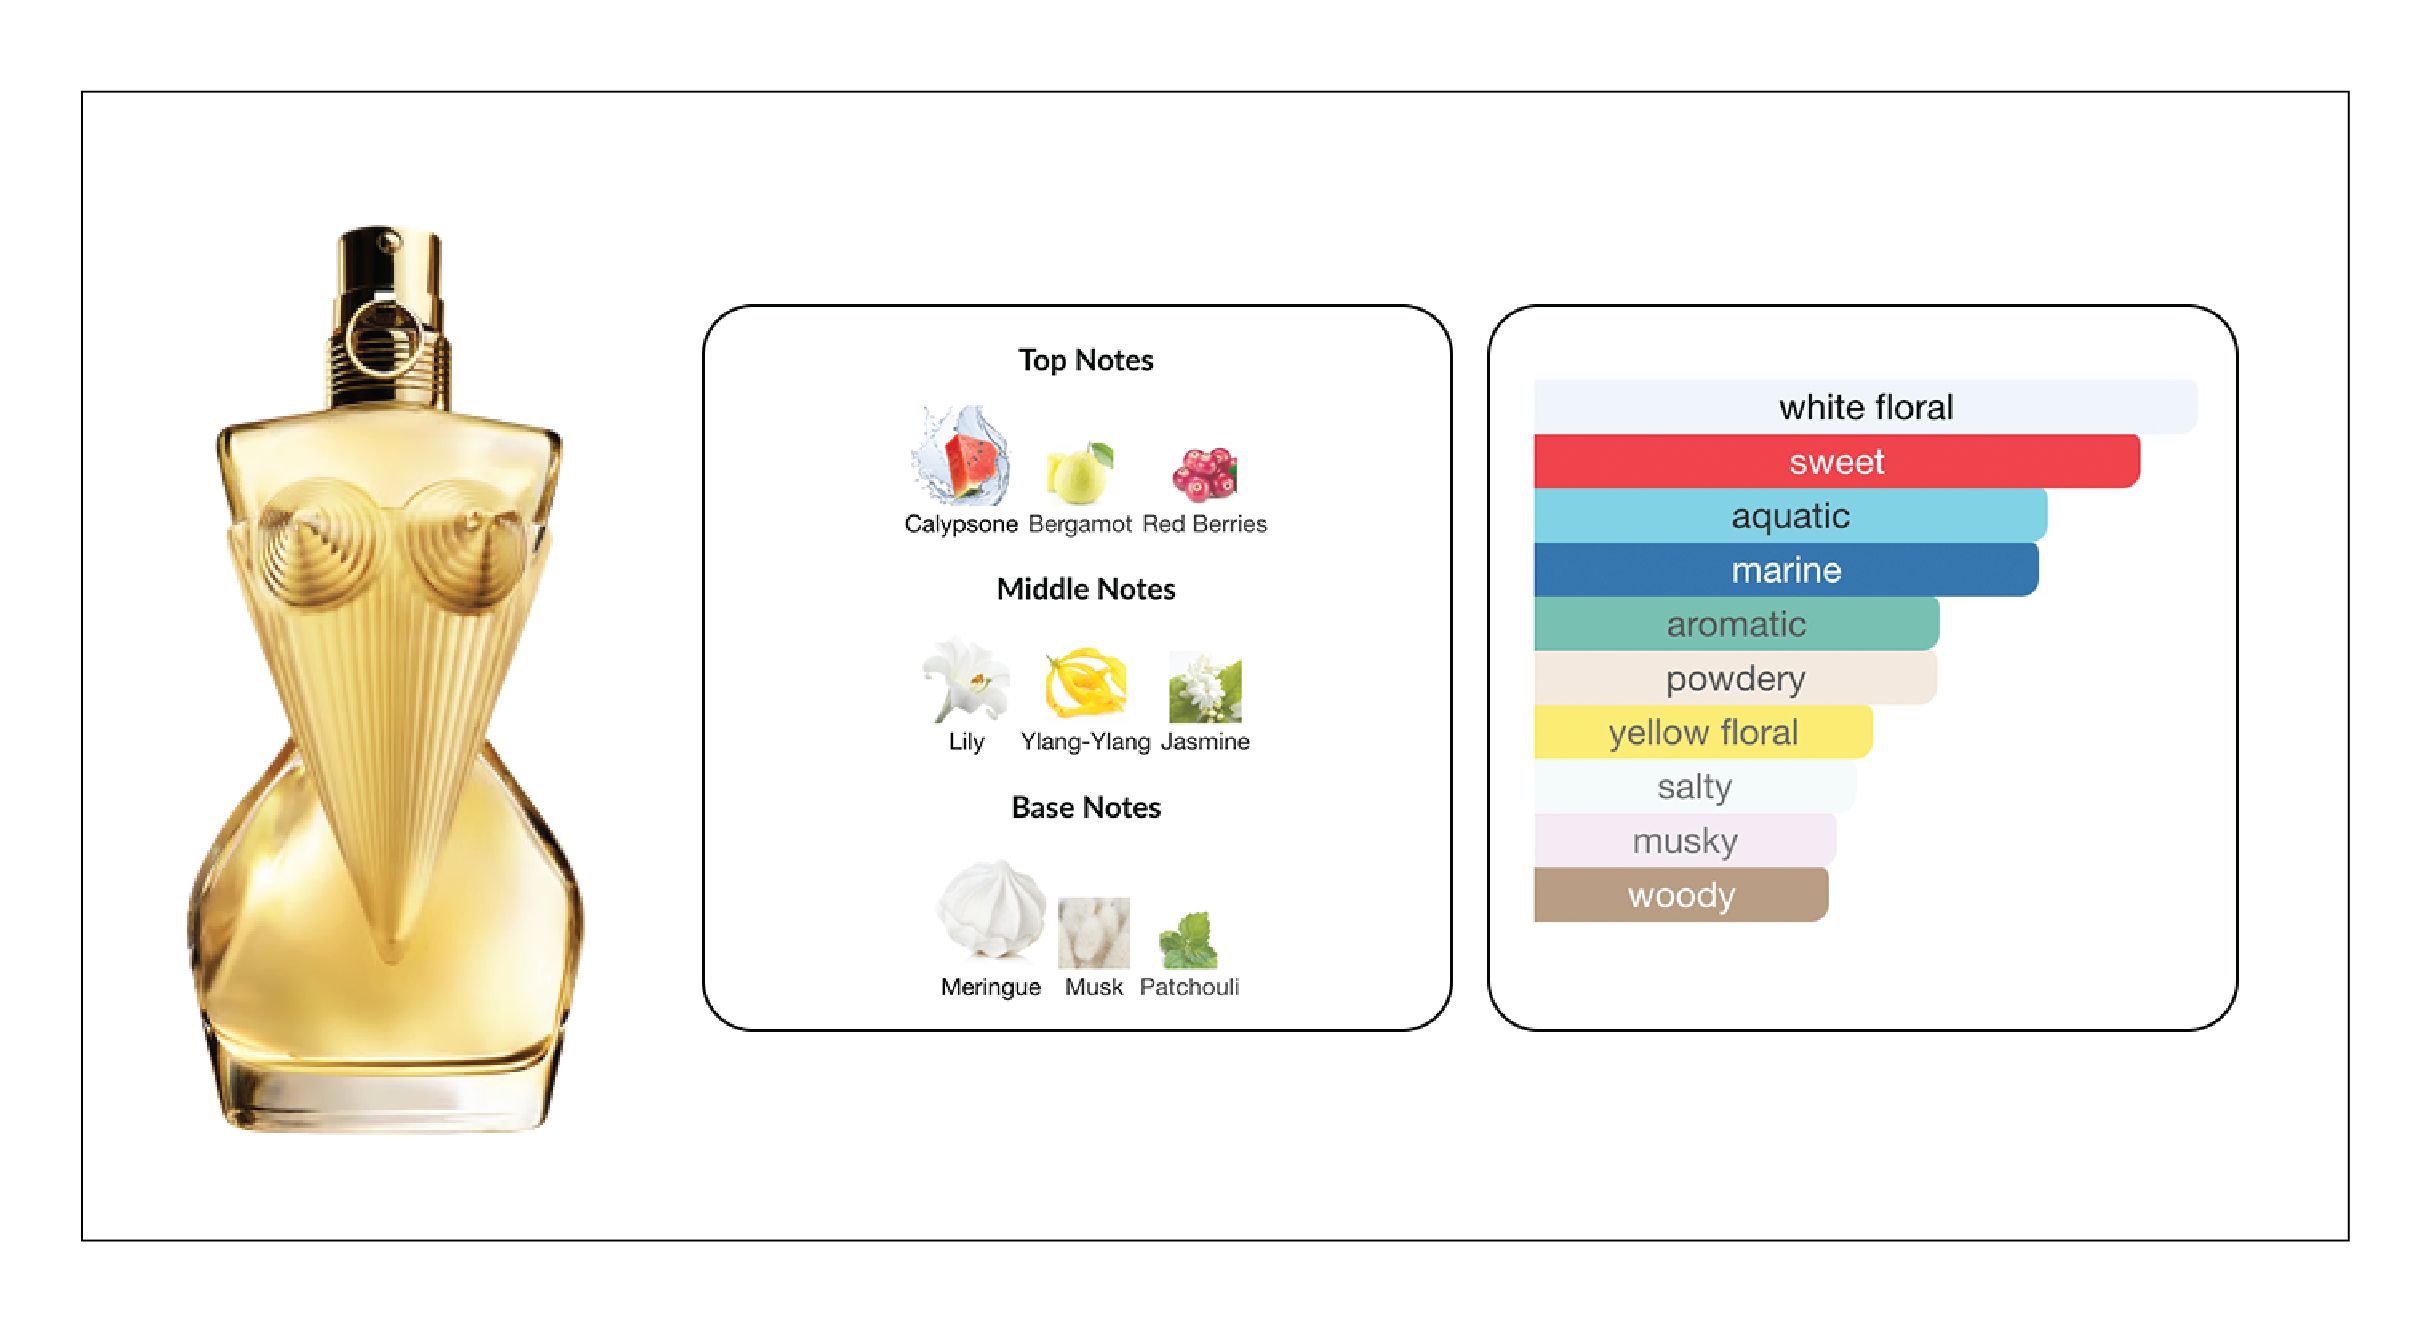 Top Notes
Calypsone Bergamot Red Berries
Middle Notes
Lily Ylang-Ylang Jasmine
Base Notes
Meringue Musk Patchouli
white floral
sweet
aquatic
marine
aromatic
powdery
yellow floral
salty
musky
woody